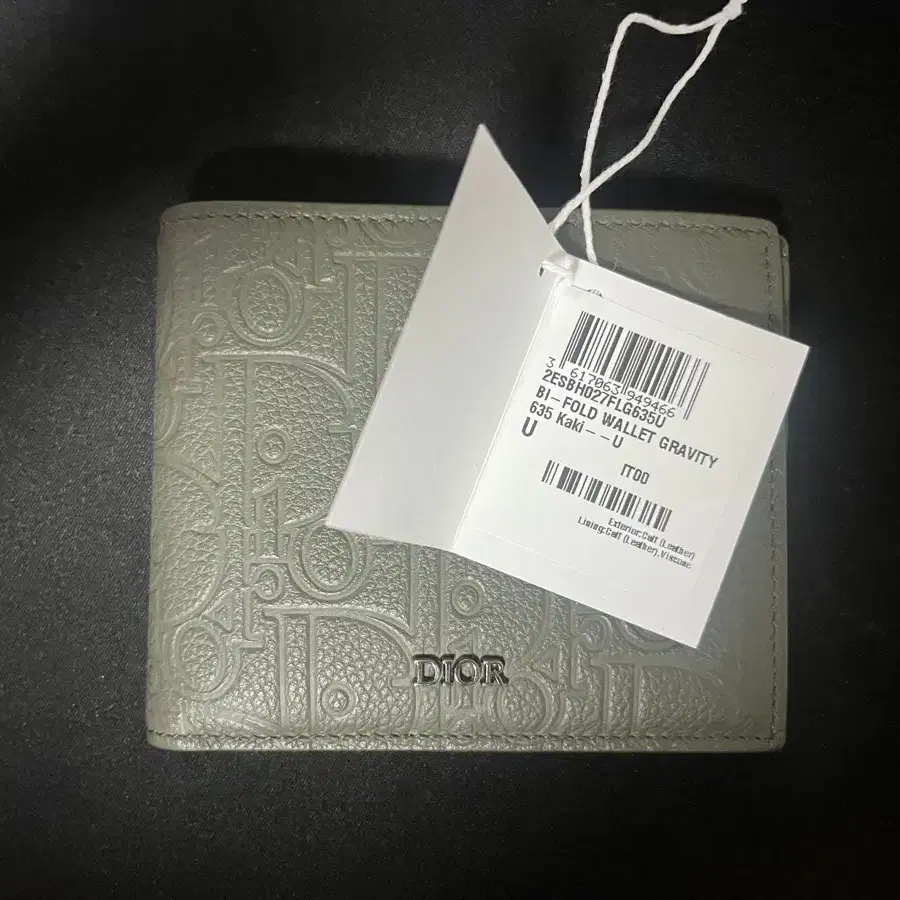 3 617063 949466
2ESBH027FLG635U
BI-FOLD WALLET GRAVITY
635 Kaki--U
U
IT00
Exterior:Calf (Leather)
Lining:Calf (Leather),Viscose
DIOR